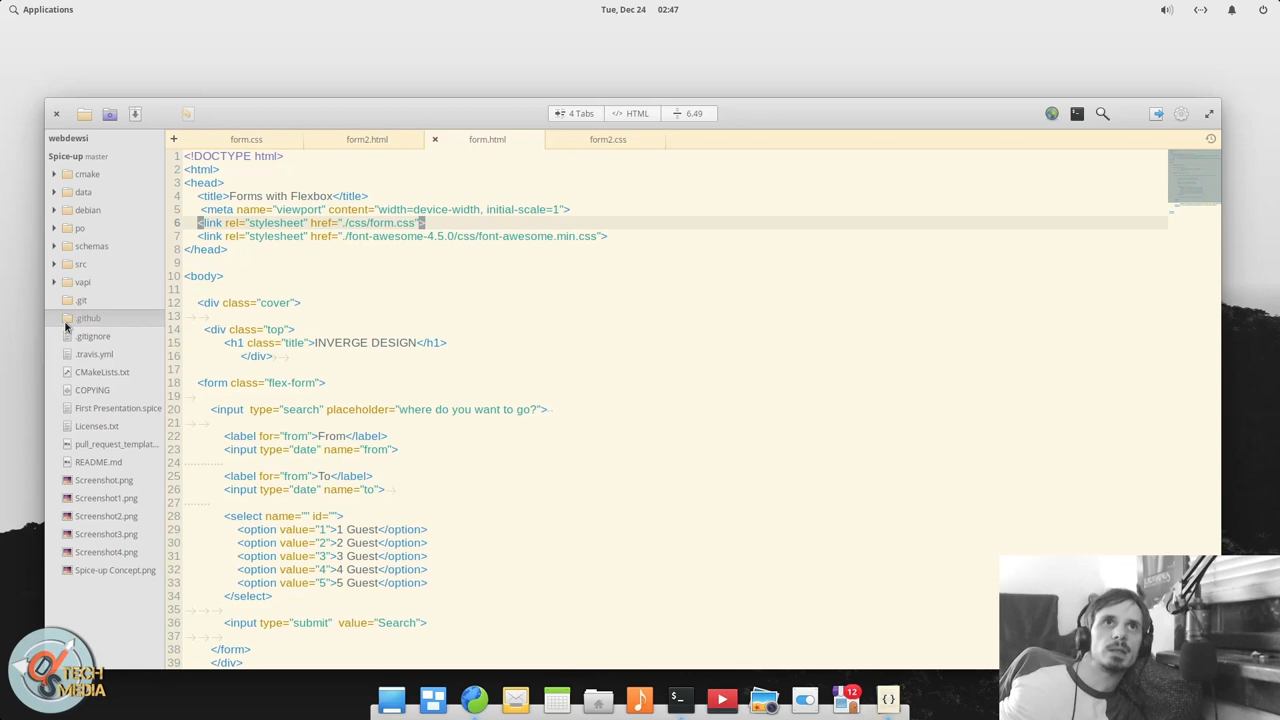 Applications
Tue, Dec 24 02:47
4 Tabs
</> HTML
6.49
webdewsi
+
form.css
form2.html
form.html
form2.css
Spice-up master
cmake
data
debian
po
schemas
src
vapi
.git
.github
.gitignore
.travis.yml
CMakeLists.txt
COPYING
First Presentation.spice
Licenses.txt
pull_request_templat...
README.md
Screenshot.png
Screenshot1.png
Screenshot2.png
Screenshot3.png
Screenshot4.png
Spice-up Concept.png
1 <!DOCTYPE html>
2 <html>
3 <head>
4 <title>Forms with Flexbox</title>
5 <meta name="viewport" content="width=device-width, initial-scale=1">
6 <link rel="stylesheet" href="./css/form.css">
7 <link rel="stylesheet" href="./font-awesome-4.5.0/css/font-awesome.min.css">
8 </head>
9
10 <body>
11
12 <div class="cover">
13
14 <div class="top">
15 <h1 class="title">INVERGE DESIGN</h1>
16 </div>
17
18 <form class="flex-form">
19
20 <input type="search" placeholder="where do you want to go?">
21
22 <label for="from">From</label>
23 <input type="date" name="from">
24
25 <label for="from">To</label>
26 <input type="date" name="to">
27
28 <select name="" id="">
29 <option value="1">1 Guest</option>
30 <option value="2">2 Guest</option>
31 <option value="3">3 Guest</option>
32 <option value="4">4 Guest</option>
33 <option value="5">5 Guest</option>
34 </select>
35
36 <input type="submit" value="Search">
37
38 </form>
39 </div>
TECH
MEDIA
12
{ }